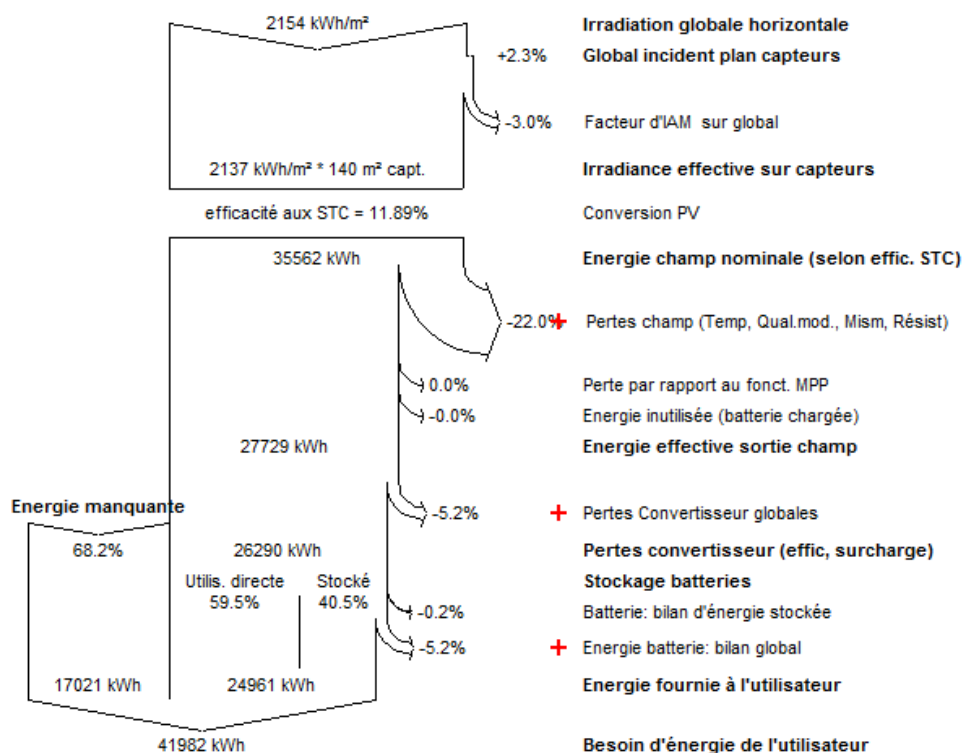 2154 kWh/m² Irradiation globale horizontale
+2.3% Global incident plan capteurs
-3.0% Facteur d'IAM sur global
2137 kWh/m² * 140 m² capt. Irradiance effective sur capteurs
efficacité aux STC = 11.89% Conversion PV
35562 kWh Energie champ nominale (selon effic. STC)
-22.0% Pertes champ (Temp, Qual.mod., Mism, Résist)
0.0% Perte par rapport au fonct. MPP
-0.0% Energie inutilisée (batterie chargée)
27729 kWh Energie effective sortie champ
Energie manquante
-5.2% Pertes Convertisseur globales
68.2% 26290 kWh Pertes convertisseur (effic, surcharge)
Utilis. directe Stocké Stockage batteries
59.5% 40.5%
-0.2% Batterie: bilan d'énergie stockée
-5.2% Energie batterie: bilan global
17021 kWh 24961 kWh Energie fournie à l'utilisateur
41982 kWh Besoin d'énergie de l'utilisateur